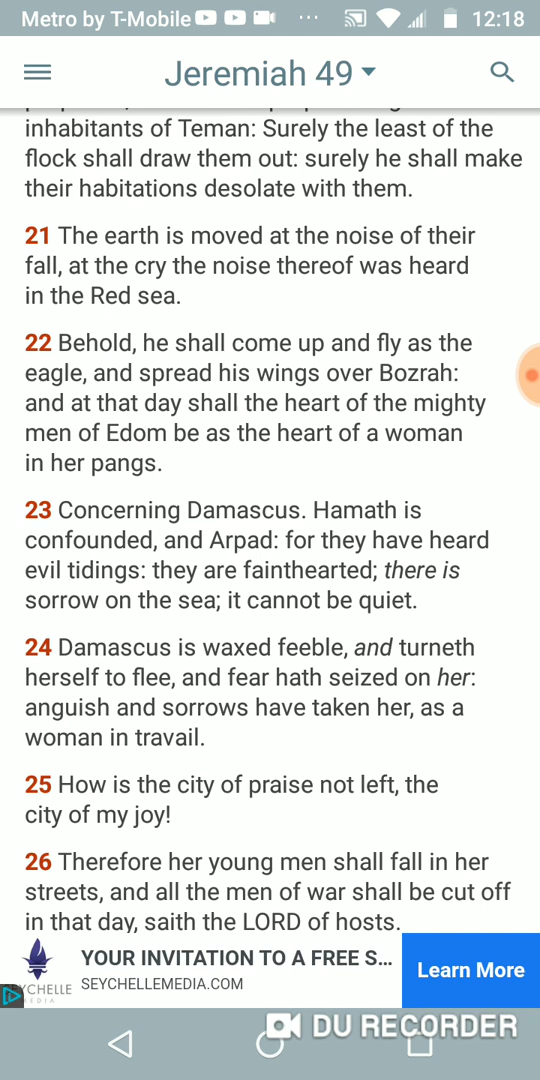 Metro by T-Mobile 12:18
Jeremiah 49
inhabitants of Teman: Surely the least of the
flock shall draw them out: surely he shall make
their habitations desolate with them.
21 The earth is moved at the noise of their
fall, at the cry the noise thereof was heard
in the Red sea.
22 Behold, he shall come up and fly as the
eagle, and spread his wings over Bozrah:
and at that day shall the heart of the mighty
men of Edom be as the heart of a woman
in her pangs.
23 Concerning Damascus. Hamath is
confounded, and Arpad: for they have heard
evil tidings: they are fainthearted; there is
sorrow on the sea; it cannot be quiet.
24 Damascus is waxed feeble, and turneth
herself to flee, and fear hath seized on her:
anguish and sorrows have taken her, as a
woman in travail.
25 How is the city of praise not left, the
city of my joy!
26 Therefore her young men shall fall in her
streets, and all the men of war shall be cut off
in that day, saith the LORD of hosts.
YOUR INVITATION TO A FREE S...
SEYCHELLEMEDIA.COM
Learn More
YCHELLE
EDIA
DU RECORDER